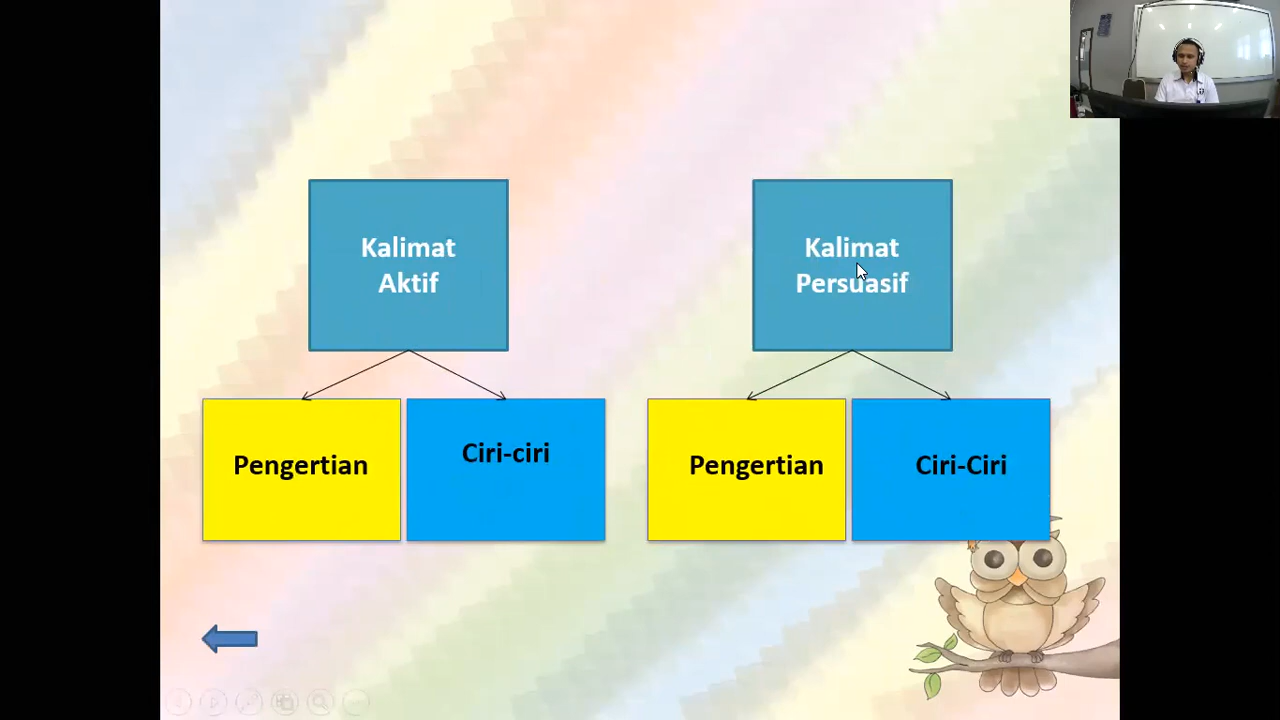 Kalimat
Aktif
Kalimat
Persuasif
Pengertian
Ciri-ciri
Pengertian
Ciri-Ciri